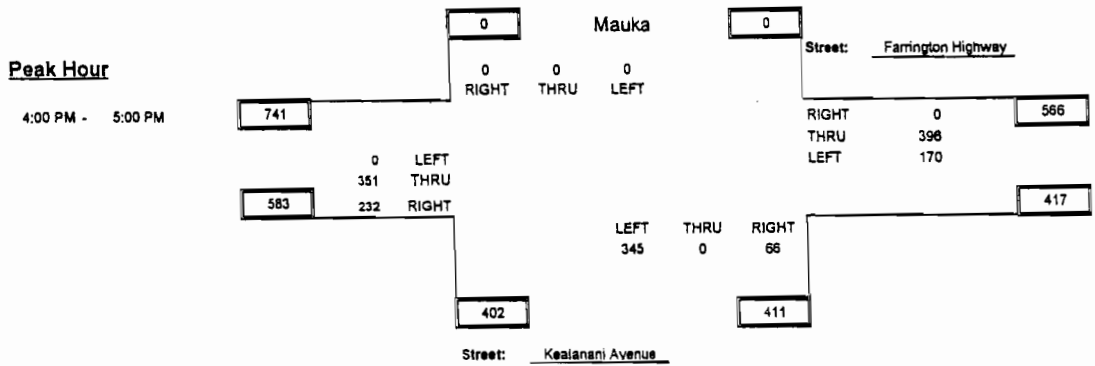 0 Mauka 0
Street: Farrington Highway
Peak Hour
0 0 0
RIGHT THRU LEFT
4:00 PM - 5:00 PM 741
RIGHT 0 566
THRU 396
LEFT 170
0 LEFT
351 THRU
583 232 RIGHT
417
LEFT THRU RIGHT
345 0 66
402 411
Street: Kealanani Avenue